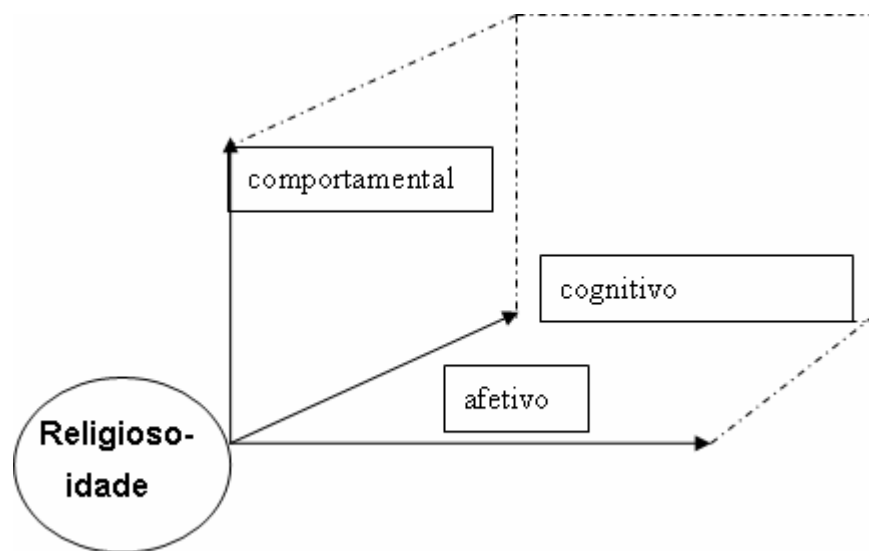 comportamental
cognitivo
afetivo
Religioso-
idade